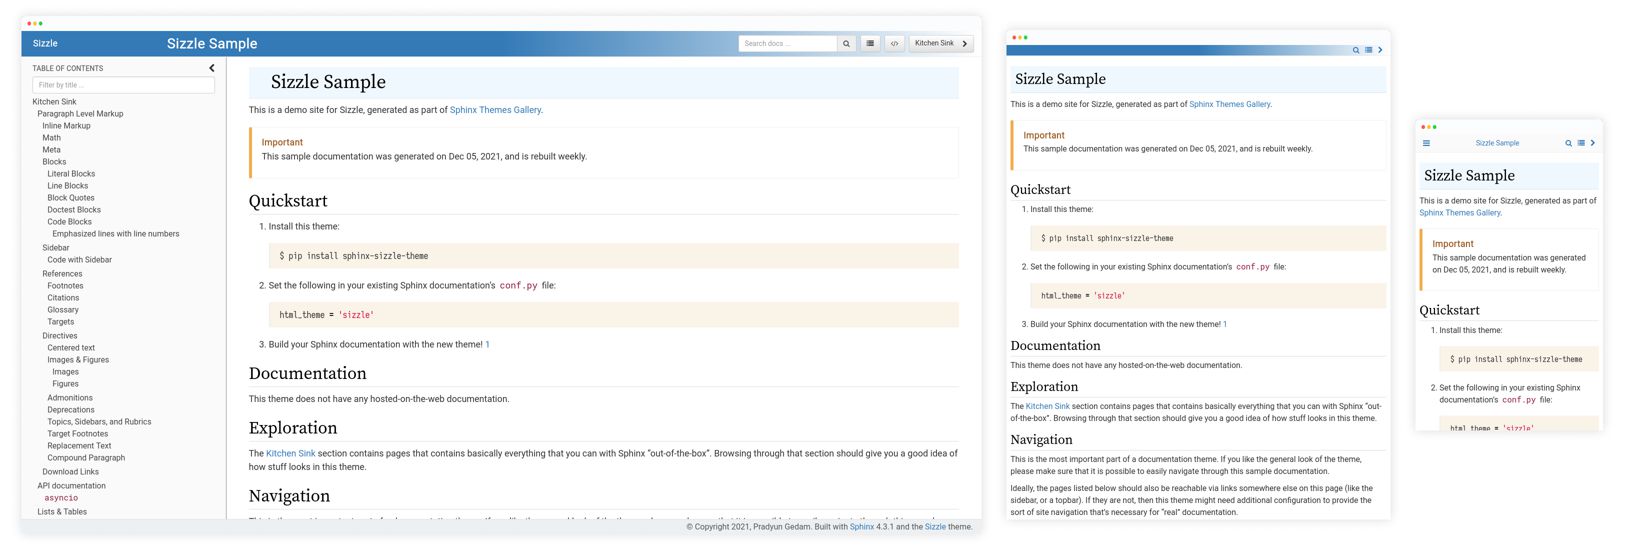 Sizzle
Sizzle Sample
Search docs ...
Kitchen Sink
TABLE OF CONTENTS
Filter by title ...
Kitchen Sink
Paragraph Level Markup
Inline Markup
Math
Meta
Blocks
Literal Blocks
Line Blocks
Block Quotes
Doctest Blocks
Code Blocks
Emphasized lines with line numbers
Sidebar
Code with Sidebar
References
Footnotes
Citations
Glossary
Targets
Directives
Centered text
Images & Figures
Images
Figures
Admonitions
Deprecations
Topics, Sidebars, and Rubrics
Target Footnotes
Replacement Text
Compound Paragraph
Download Links
API documentation
asyncio
Lists & Tables
Sizzle Sample
This is a demo site for Sizzle, generated as part of Sphinx Themes Gallery.
Important
This sample documentation was generated on Dec 05, 2021, and is rebuilt weekly.
Quickstart
1. Install this theme:
$ pip install sphinx-sizzle-theme
2. Set the following in your existing Sphinx documentation's conf.py file:
html_theme = 'sizzle'
3. Build your Sphinx documentation with the new theme! 1
Documentation
This theme does not have any hosted-on-the-web documentation.
Exploration
The Kitchen Sink section contains pages that contains basically everything that you can with Sphinx “out-of-the-box”. Browsing through that section should give you a good idea of
how stuff looks in this theme.
Navigation
© Copyright 2021, Pradyun Gedam. Built with Sphinx 4.3.1 and the Sizzle theme.
Sizzle Sample
This is a demo site for Sizzle, generated as part of Sphinx Themes Gallery.
Important
This sample documentation was generated on Dec 05, 2021, and is rebuilt weekly.
Quickstart
1. Install this theme:
$ pip install sphinx-sizzle-theme
2. Set the following in your existing Sphinx documentation's conf.py file:
html_theme = 'sizzle'
3. Build your Sphinx documentation with the new theme! 1
Documentation
This theme does not have any hosted-on-the-web documentation.
Exploration
The Kitchen Sink section contains pages that contains basically everything that you can with Sphinx “out-
of-the-box”. Browsing through that section should give you a good idea of how stuff looks in this theme.
Navigation
This is the most important part of a documentation theme. If you like the general look of the theme,
please make sure that it is possible to easily navigate through this sample documentation.
Ideally, the pages listed below should also be reachable via links somewhere else on this page (like the
sidebar, or a topbar). If they are not, then this theme might need additional configuration to provide the
sort of site navigation that's necessary for “real” documentation.
Sizzle Sample
Sizzle Sample
This is a demo site for Sizzle, generated as part of
Sphinx Themes Gallery.
Important
This sample documentation was generated
on Dec 05, 2021, and is rebuilt weekly.
Quickstart
1. Install this theme:
$ pip install sphinx-sizzle-theme
2. Set the following in your existing Sphinx
documentation's conf.py file:
html_theme = 'sizzle'